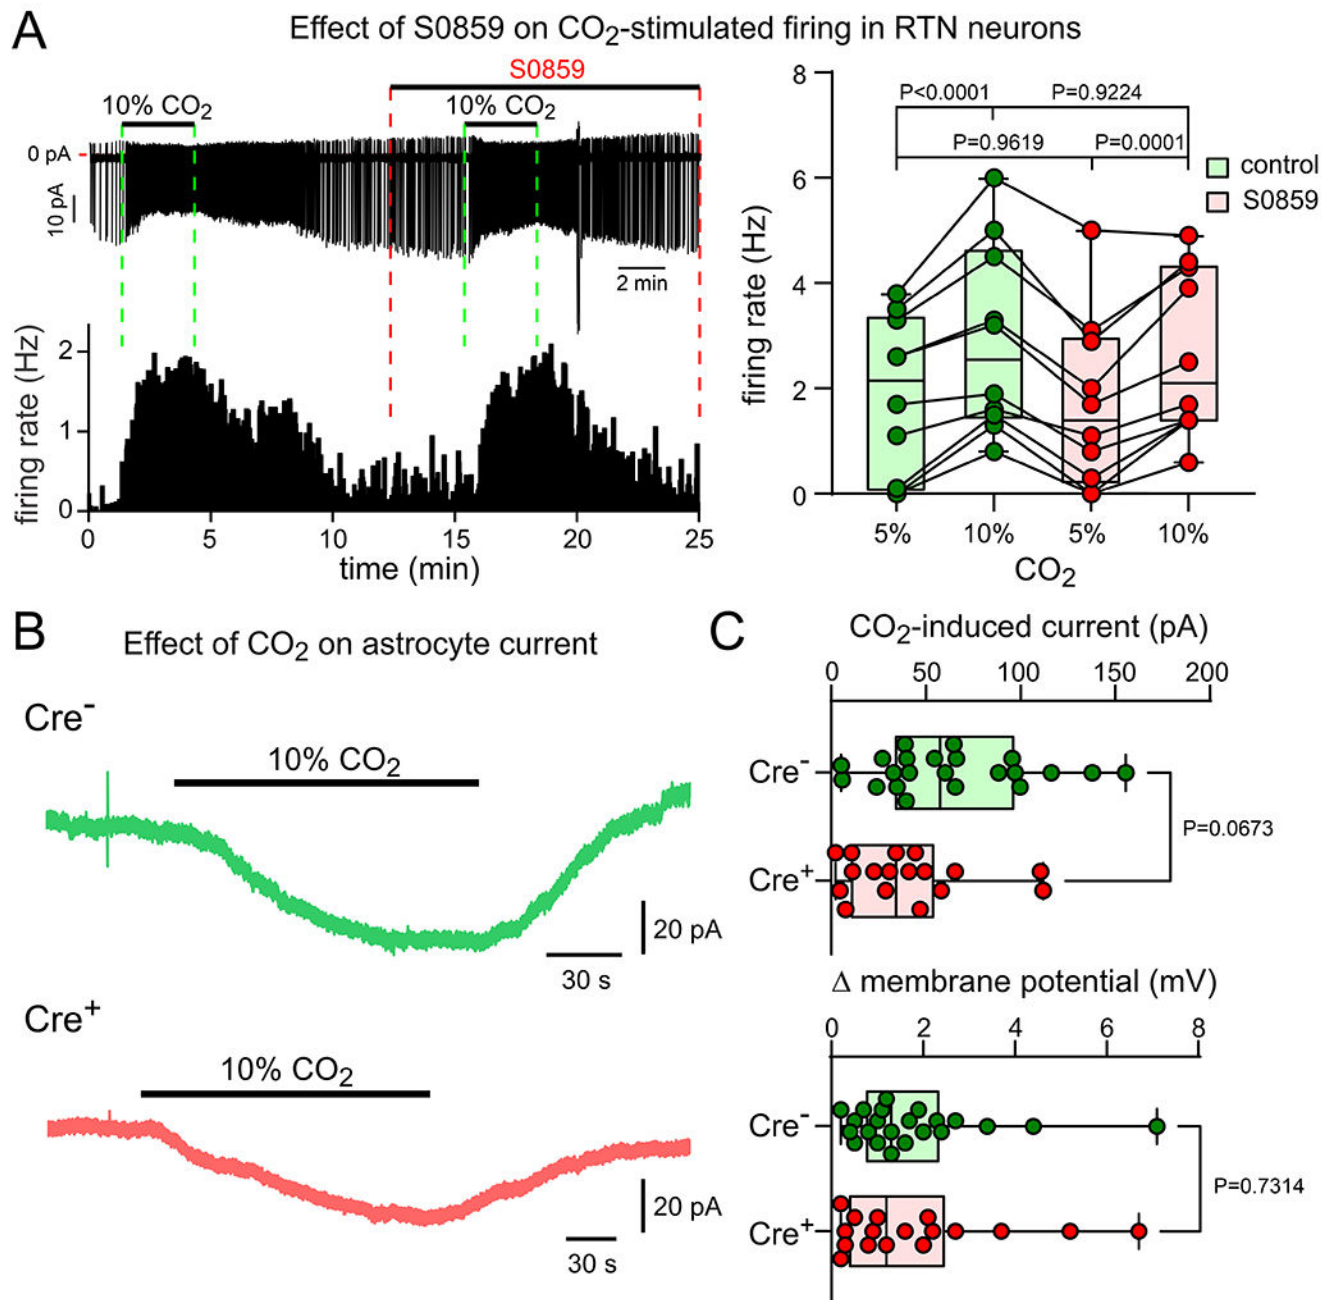 A
Effect of S0859 on CO₂-stimulated firing in RTN neurons
S0859
10% CO₂
10% CO₂
0 pA
10 pA
2 min
firing rate (Hz)
2
1
0
0 5 10 15 20 25
time (min)
8
6
4
2
0
firing rate (Hz)
P<0.0001
P=0.9224
P=0.9619
P=0.0001
control
S0859
5% 10% 5% 10%
CO₂
B
Effect of CO₂ on astrocyte current
Cre⁻
10% CO₂
20 pA
30 s
Cre⁺
10% CO₂
20 pA
30 s
C
CO₂-induced current (pA)
0 50 100 150 200
Cre⁻
Cre⁺
P=0.0673
Δ membrane potential (mV)
0 2 4 6 8
Cre⁻
Cre⁺
P=0.7314